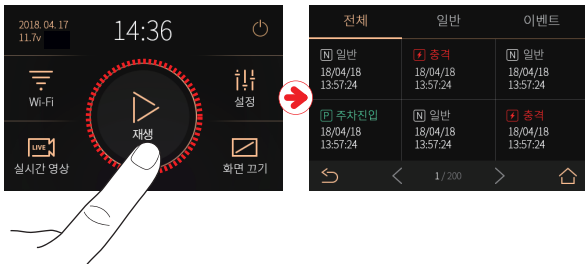 2018. 04. 17
11.7v
14:36
Wi-Fi
설정
재생
LIVE
실시간 영상
화면 끄기
전체 일반 이벤트
N 일반 충격 N 일반
18/04/18 18/04/18 18/04/18
13:57:24 13:57:24 13:57:24
P 주차진입 N 일반 충격
18/04/18 18/04/18 18/04/18
13:57:24 13:57:24 13:57:24
1 / 200